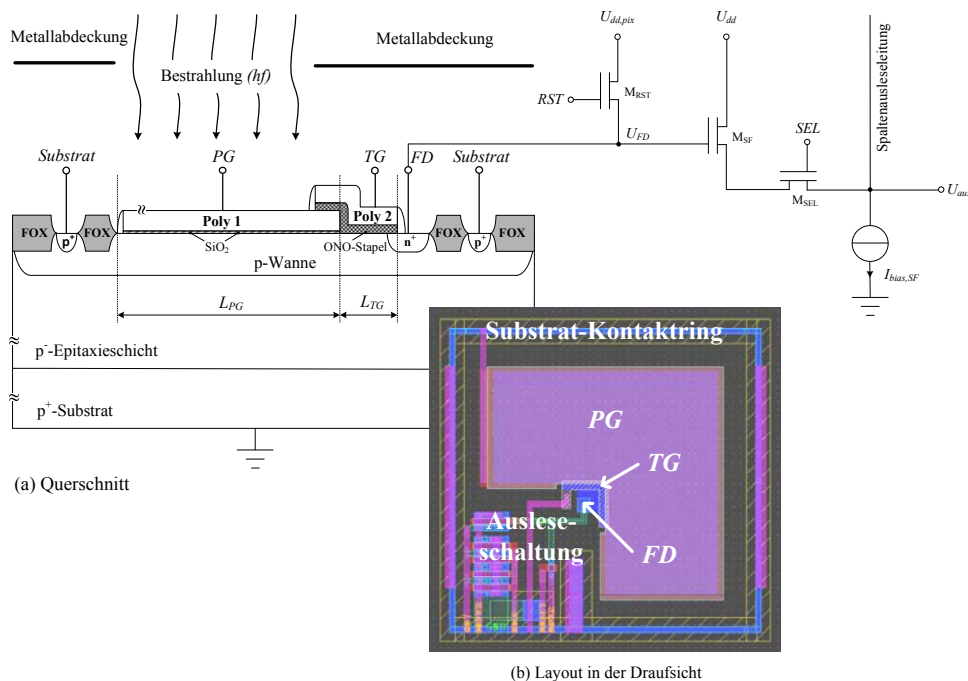 Metallabdeckung
Bestrahlung (hf)
Metallabdeckung
U_dd,pix
U_dd
RST
M_RST
U_FD
M_SF
SEL
M_SEL
Spaltenausleseleitung
U_aus
I_bias,SF
Substrat
PG
TG
FD
Substrat
FOX
p+
FOX
Poly 1
Poly 2
n+
FOX
p+
FOX
SiO2
ONO-Stapel
p-Wanne
L_PG
L_TG
p--Epitaxieschicht
p+-Substrat
(a) Querschnitt
Substrat-Kontaktring
PG
TG
Auslese-
schaltung
FD
(b) Layout in der Draufsicht